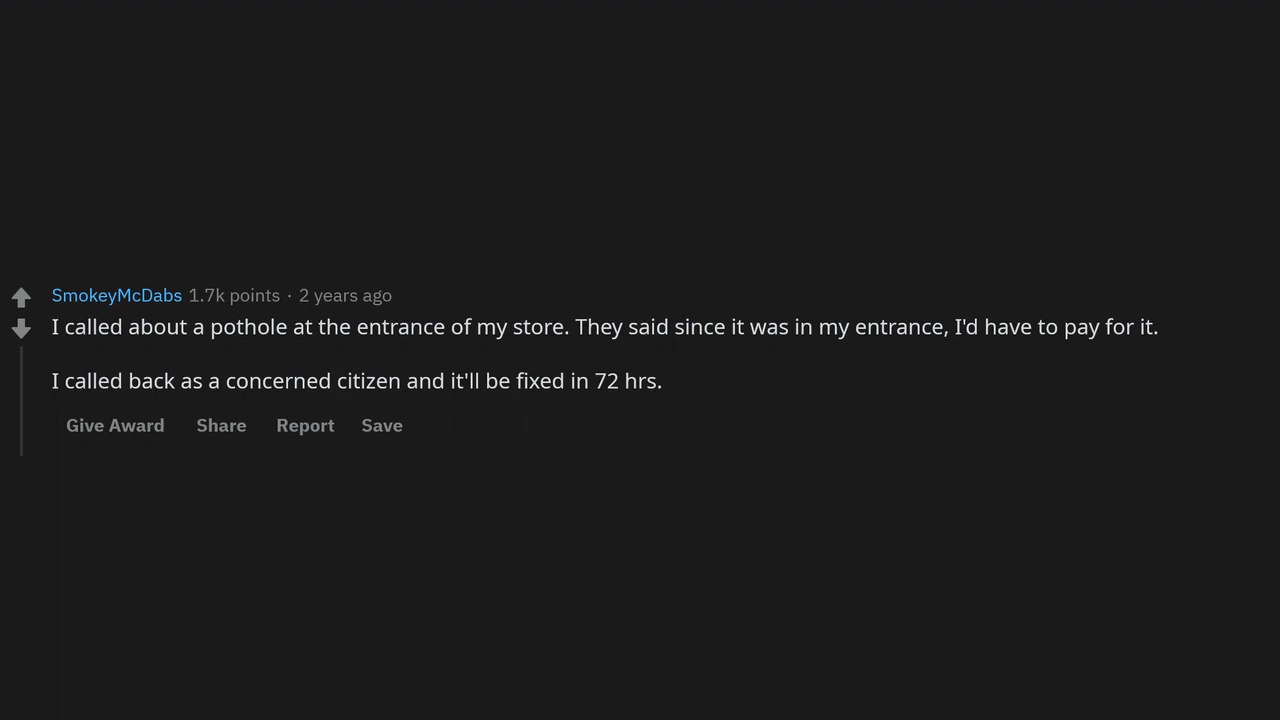 SmokeyMcDabs 1.7k points · 2 years ago
I called about a pothole at the entrance of my store. They said since it was in my entrance, I'd have to pay for it.
I called back as a concerned citizen and it'll be fixed in 72 hrs.
Give Award Share Report Save